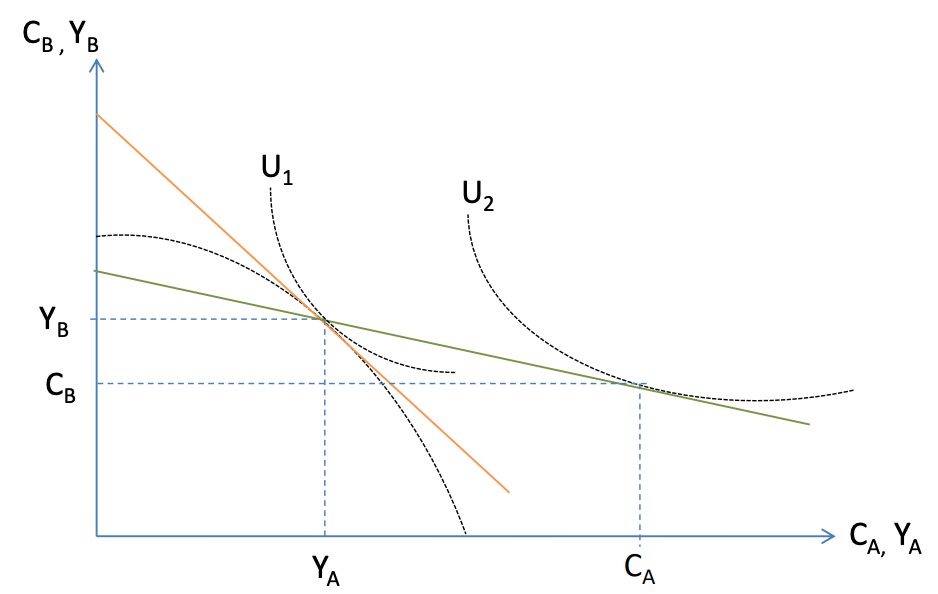 C_B, Y_B
U_1
U_2
Y_B
C_B
C_A, Y_A
Y_A
C_A